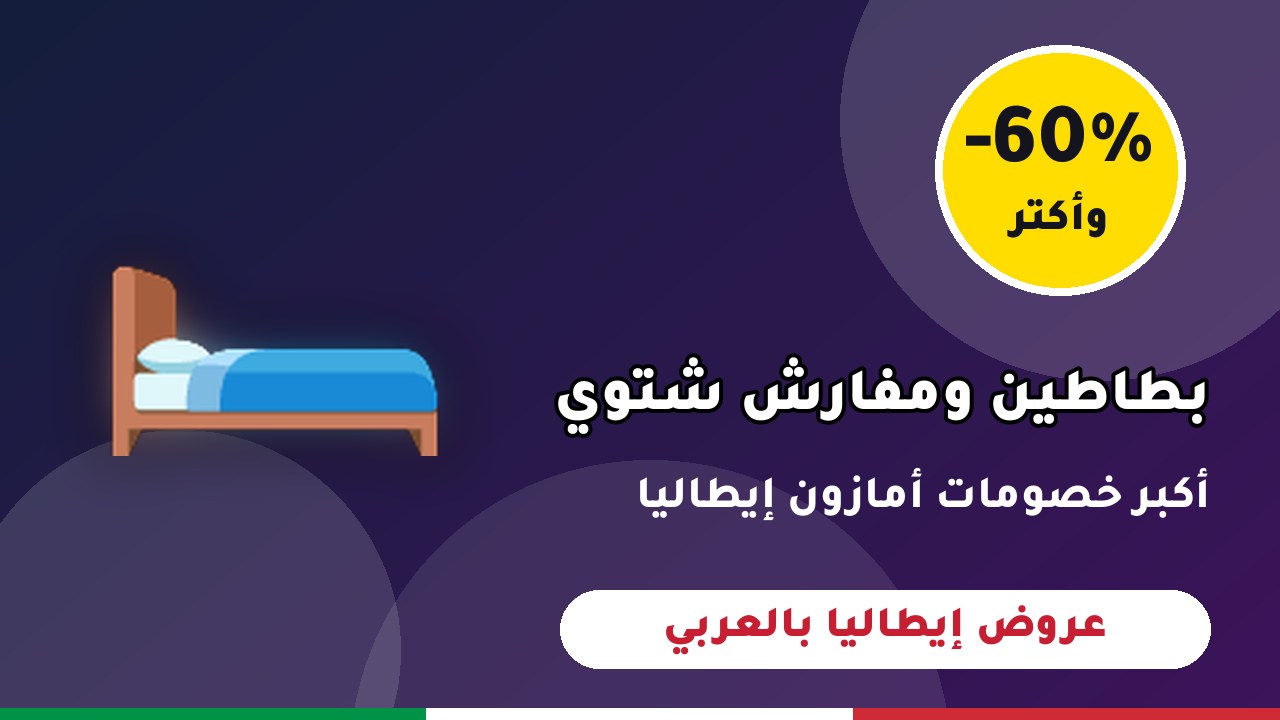 -60%
وأكتر
بطاطين ومفارش شتوي
أكبر خصومات أمازون إيطاليا
عروض إيطاليا بالعربي